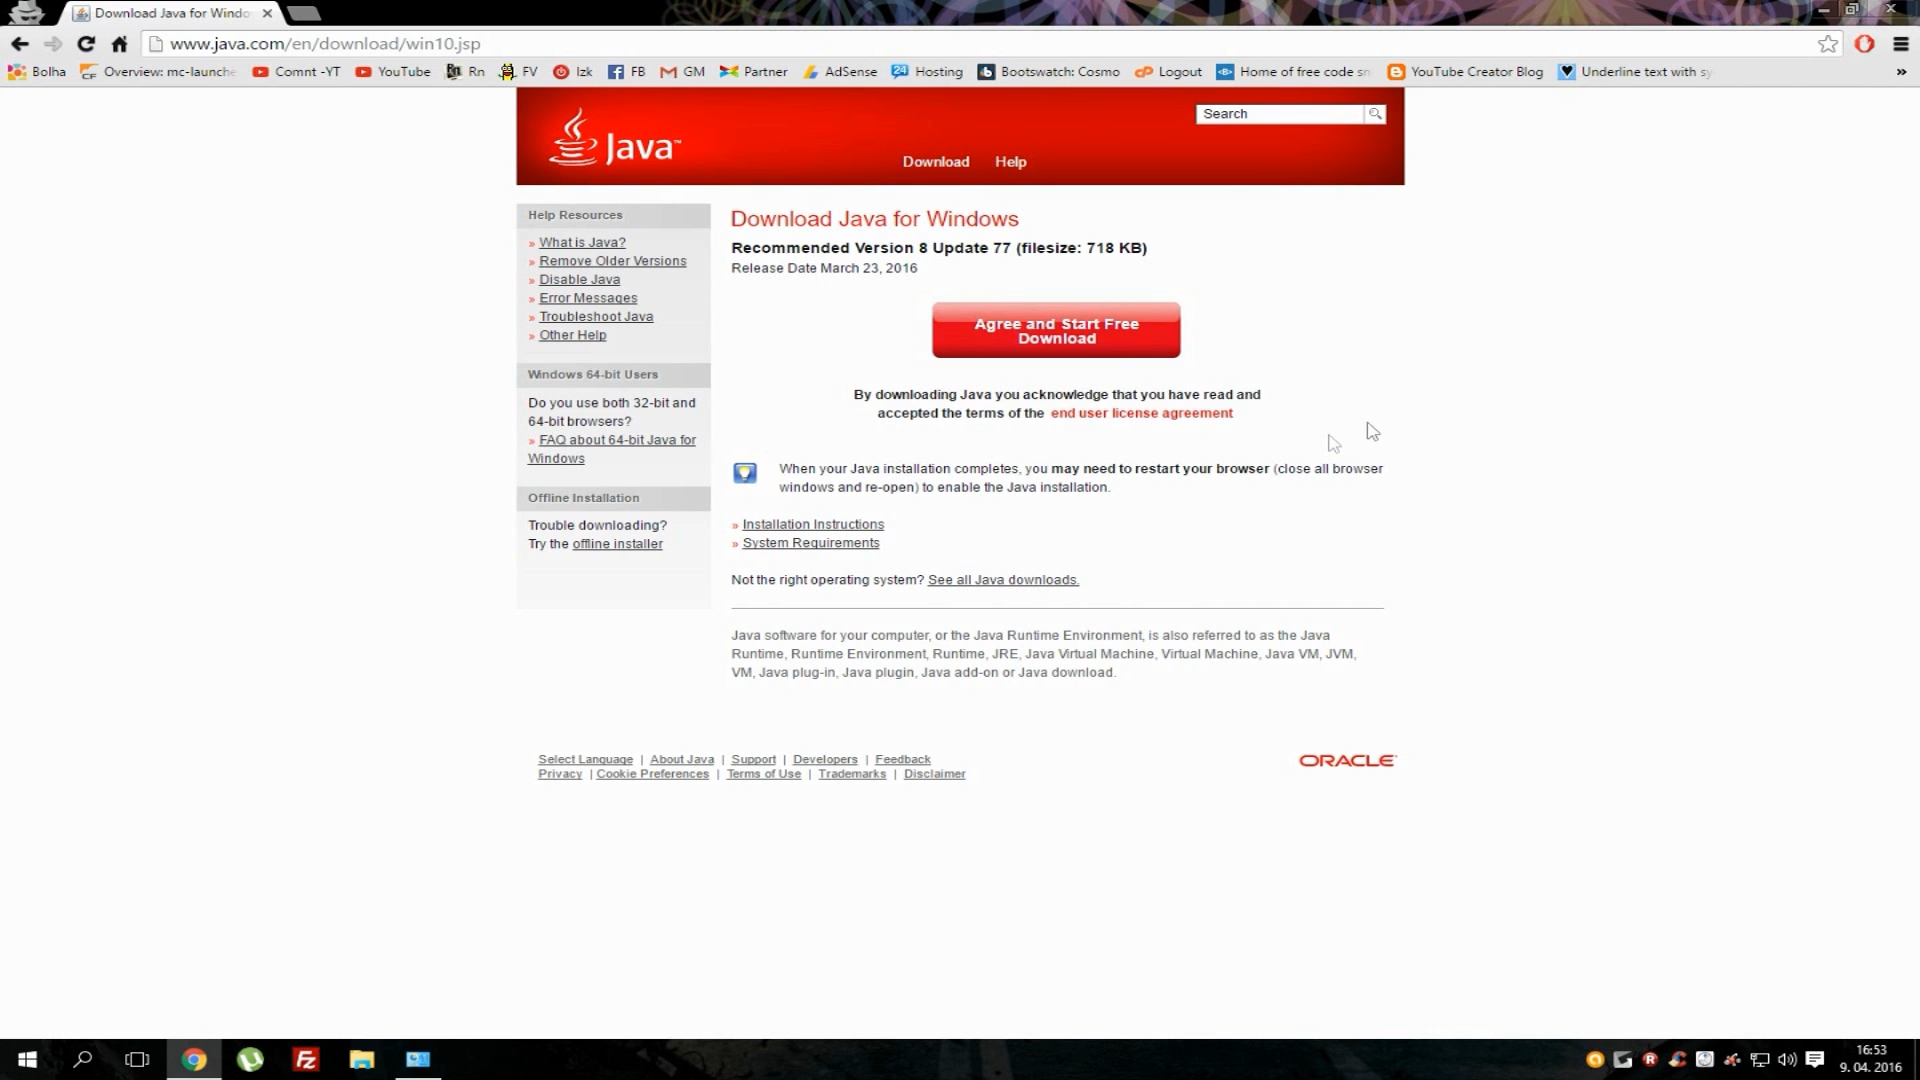 Download Java for Windo
www.java.com/en/download/win10.jsp
Bolha
Overview: mc-launche
Comnt -YT
YouTube
Rn
FV
Izk
FB
GM
Partner
AdSense
24 Hosting
Bootswatch: Cosmo
cP Logout
Home of free code sn
YouTube Creator Blog
Underline text with sy
»
Java™
Search
Download Help
Help Resources
» What is Java?
» Remove Older Versions
» Disable Java
» Error Messages
» Troubleshoot Java
» Other Help
Windows 64-bit Users
Do you use both 32-bit and
64-bit browsers?
» FAQ about 64-bit Java for
Windows
Offline Installation
Trouble downloading?
Try the offline installer
Download Java for Windows
Recommended Version 8 Update 77 (filesize: 718 KB)
Release Date March 23, 2016
Agree and Start Free
Download
By downloading Java you acknowledge that you have read and
accepted the terms of the end user license agreement
When your Java installation completes, you may need to restart your browser (close all browser
windows and re-open) to enable the Java installation.
» Installation Instructions
» System Requirements
Not the right operating system? See all Java downloads.
Java software for your computer, or the Java Runtime Environment, is also referred to as the Java
Runtime, Runtime Environment, Runtime, JRE, Java Virtual Machine, Virtual Machine, Java VM, JVM,
VM, Java plug-in, Java plugin, Java add-on or Java download.
Select Language | About Java | Support | Developers | Feedback
Privacy | Cookie Preferences | Terms of Use | Trademarks | Disclaimer
ORACLE
Fz
16:53
9. 04. 2016